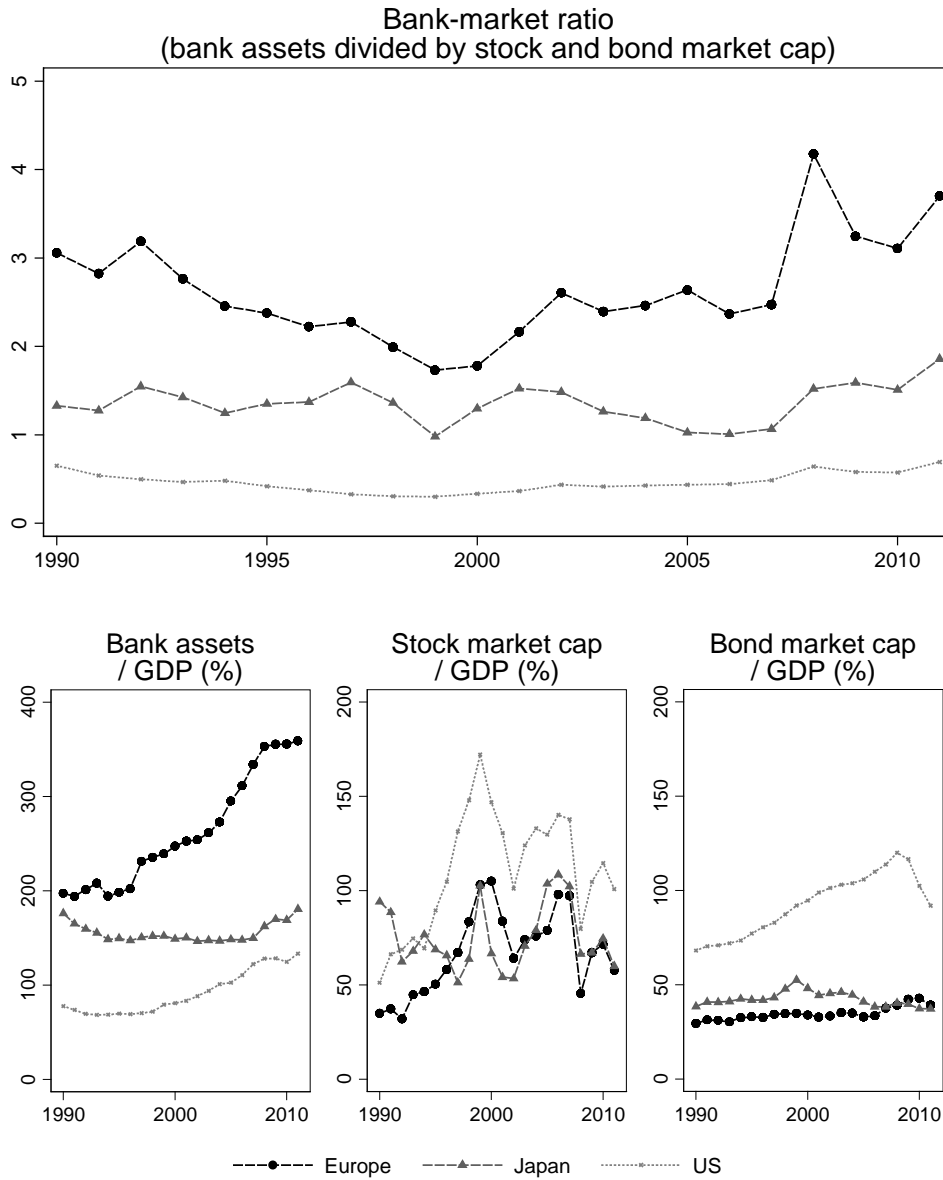 Bank-market ratio
(bank assets divided by stock and bond market cap)
5
4
3
2
1
0
1990 1995 2000 2005 2010
Bank assets
/ GDP (%)
400
300
200
100
0
1990 2000 2010
Stock market cap
/ GDP (%)
200
150
100
50
0
1990 2000 2010
Bond market cap
/ GDP (%)
200
150
100
50
0
1990 2000 2010
Europe Japan US